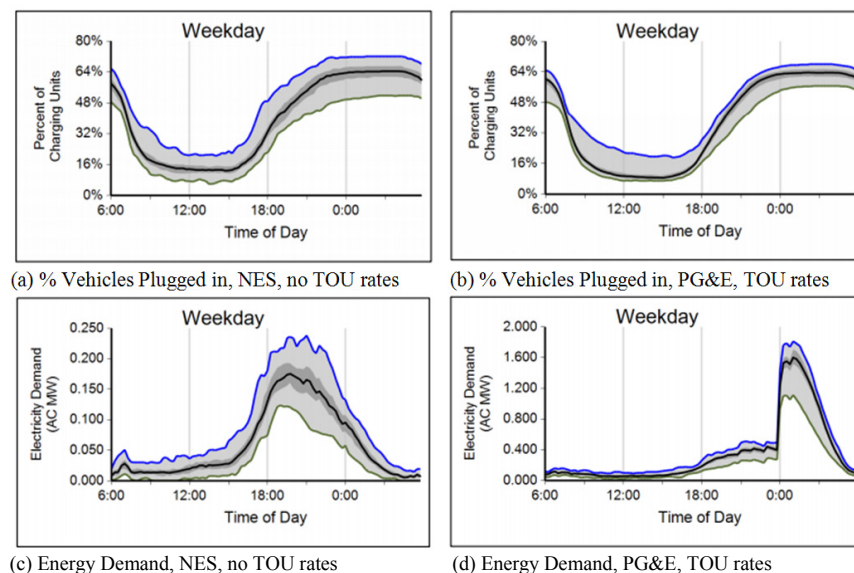 Weekday
80%
64%
48%
32%
16%
0%
Percent of
Charging Units
6:00 12:00 18:00 0:00
Time of Day
(a) % Vehicles Plugged in, NES, no TOU rates
Weekday
80%
64%
48%
32%
16%
0%
Percent of
Charging Units
6:00 12:00 18:00 0:00
Time of Day
(b) % Vehicles Plugged in, PG&E, TOU rates
Weekday
0.250
0.200
0.150
0.100
0.050
0.000
Electricity Demand
(AC MW)
6:00 12:00 18:00 0:00
Time of Day
(c) Energy Demand, NES, no TOU rates
Weekday
2.000
1.600
1.200
0.800
0.400
0.000
Electricity Demand
(AC MW)
6:00 12:00 18:00 0:00
Time of Day
(d) Energy Demand, PG&E, TOU rates